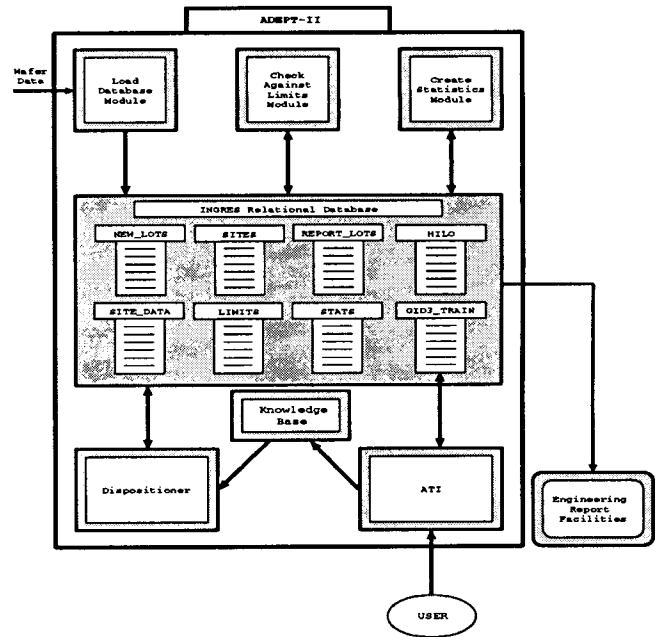 ADEPT-II
Wafer
Data
Load
Database
Module
Check
Against
Limits
Module
Create
Statistics
Module
INGRES Relational Database
NEW_LOTS
SITES
REPORT_LOTS
HILO
SITE_DATA
LIMITS
STATS
GID3_TRAIN
Knowledge
Base
Dispositioner
ATI
Engineering
Report
Facilities
USER